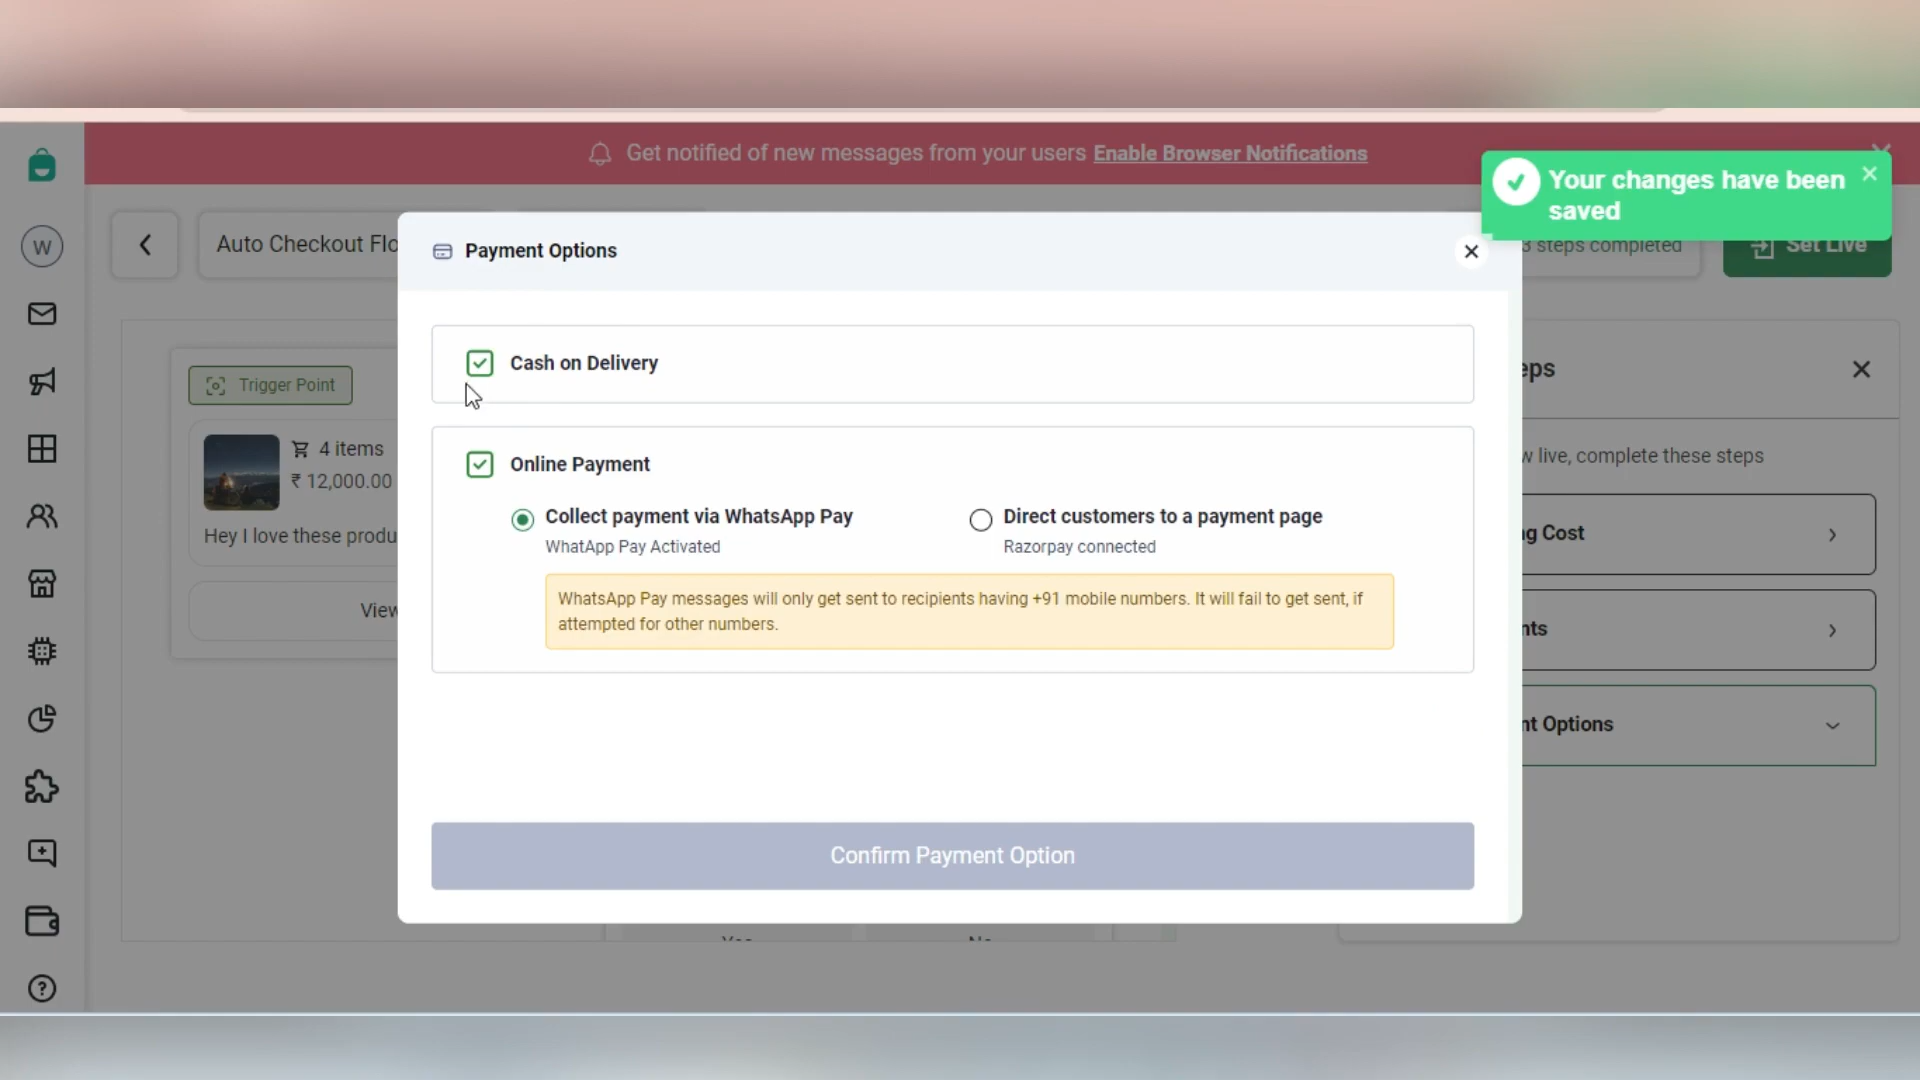 Get notified of new messages from your users Enable Browser Notifications
Your changes have been
saved
W
Auto Checkout Flo
3 steps completed
Set Live
Payment Options
Trigger Point
4 items
₹ 12,000.00
Hey I love these produ
View
Cash on Delivery
Online Payment
Collect payment via WhatsApp Pay
WhatApp Pay Activated
Direct customers to a payment page
Razorpay connected
WhatsApp Pay messages will only get sent to recipients having +91 mobile numbers. It will fail to get sent, if
attempted for other numbers.
Confirm Payment Option
eps
w live, complete these steps
g Cost
nts
nt Options
Yes
No